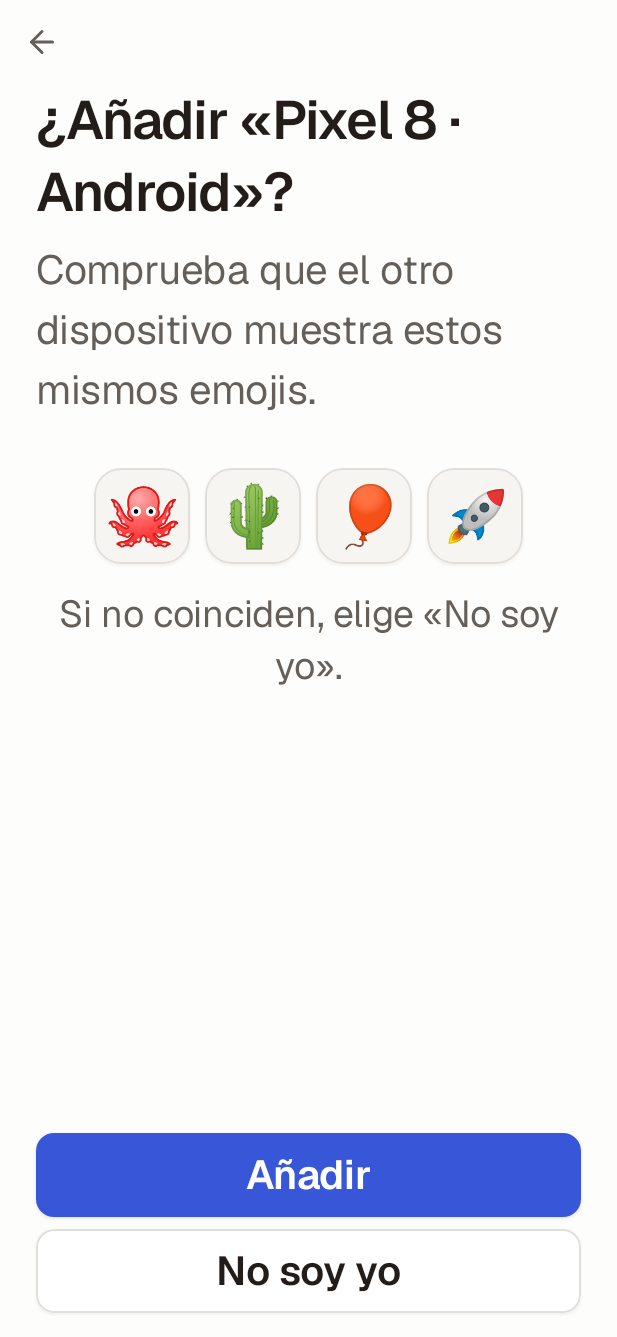 ¿Añadir «Pixel 8 ·
Android»?
Comprueba que el otro
dispositivo muestra estos
mismos emojis.
Si no coinciden, elige «No soy
yo».
Añadir
No soy yo